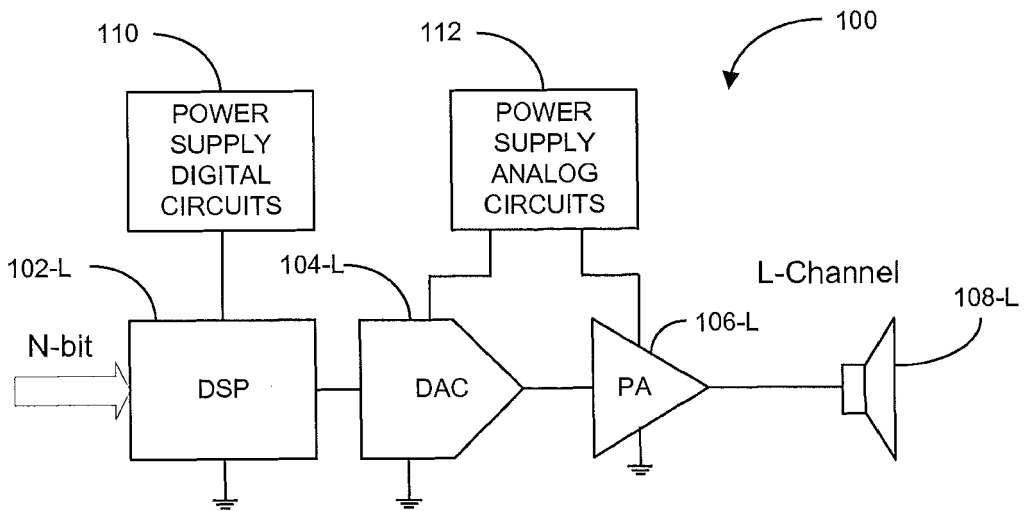 110
112
100
POWER
SUPPLY
DIGITAL
CIRCUITS
POWER
SUPPLY
ANALOG
CIRCUITS
102-L
104-L
L-Channel
108-L
106-L
N-bit
DSP
DAC
PA